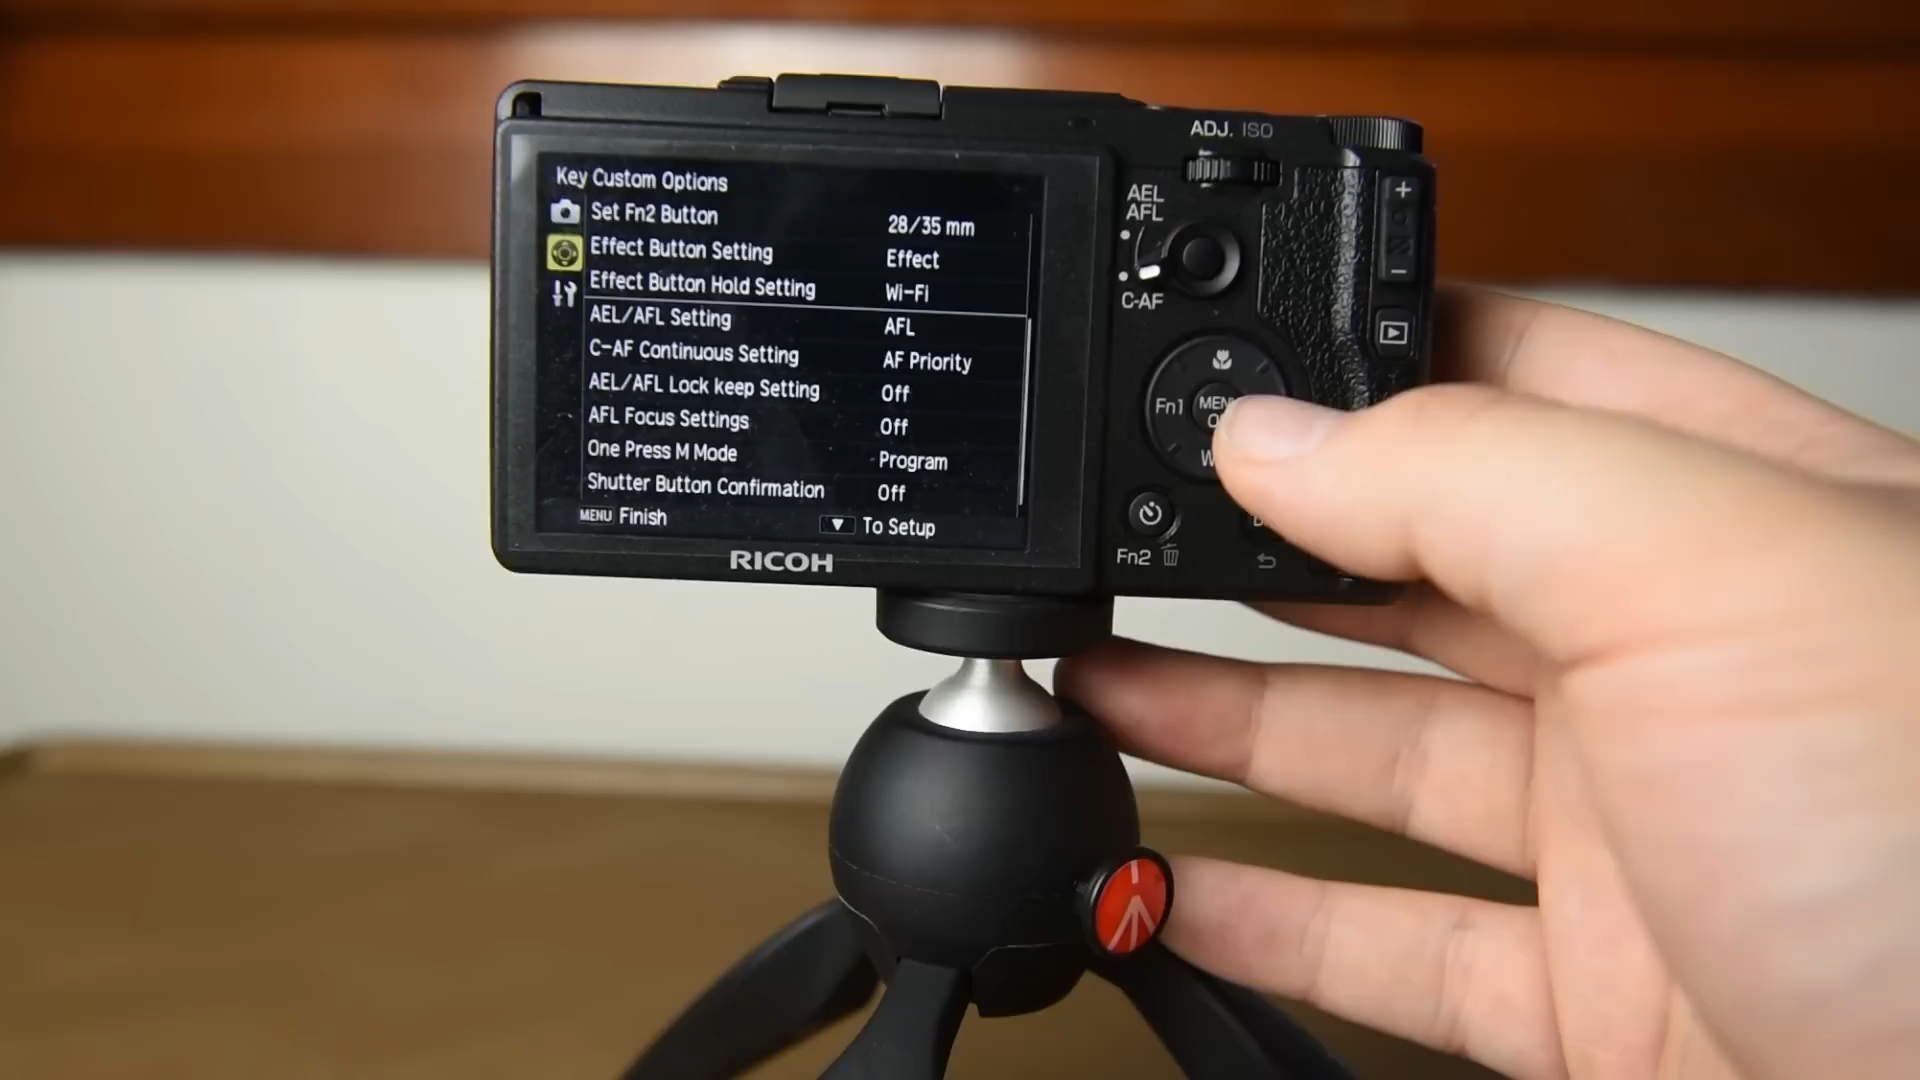 ADJ. ISO
Key Custom Options
Set Fn2 Button 28/35 mm
Effect Button Setting Effect
Effect Button Hold Setting Wi-Fi
AEL/AFL Setting AFL
C-AF Continuous Setting AF Priority
AEL/AFL Lock keep Setting Off
AFL Focus Settings Off
One Press M Mode Program
Shutter Button Confirmation Off
MENU Finish ▼ To Setup
RICOH
AEL
AFL
C-AF
Fn1
Fn2
+
−